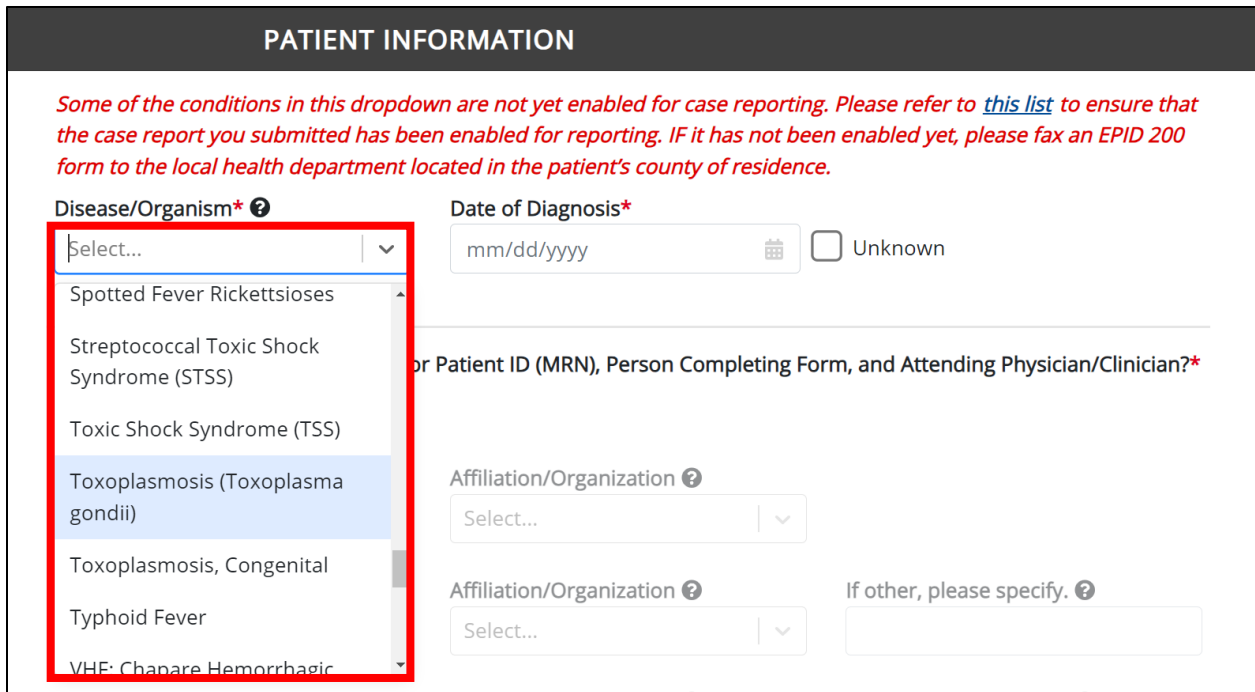 PATIENT INFORMATION
Some of the conditions in this dropdown are not yet enabled for case reporting. Please refer to this list to ensure that
the case report you submitted has been enabled for reporting. IF it has not been enabled yet, please fax an EPID 200
form to the local health department located in the patient's county of residence.
Disease/Organism*
Date of Diagnosis*
Select...
mm/dd/yyyy
Unknown
Spotted Fever Rickettsioses
Streptococcal Toxic Shock
Syndrome (STSS)
Patient ID (MRN), Person Completing Form, and Attending Physician/Clinician?*
Toxic Shock Syndrome (TSS)
Toxoplasmosis (Toxoplasma
gondii)
Affiliation/Organization
Select...
Toxoplasmosis, Congenital
Typhoid Fever
VHF: Chapare Hemorrhagic
Affiliation/Organization
Select...
If other, please specify.